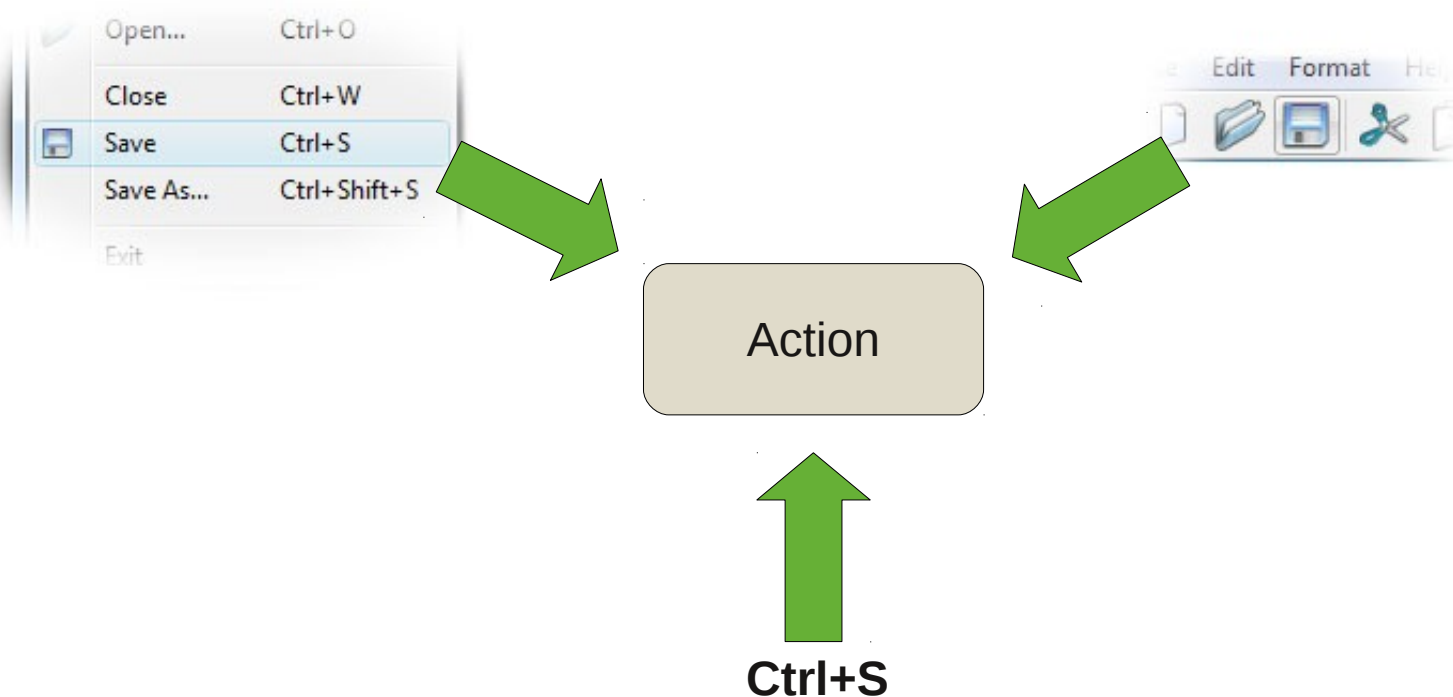 Open... Ctrl+O
Close Ctrl+W
Save Ctrl+S
Save As... Ctrl+Shift+S
Exit
Edit Format
Action
Ctrl+S